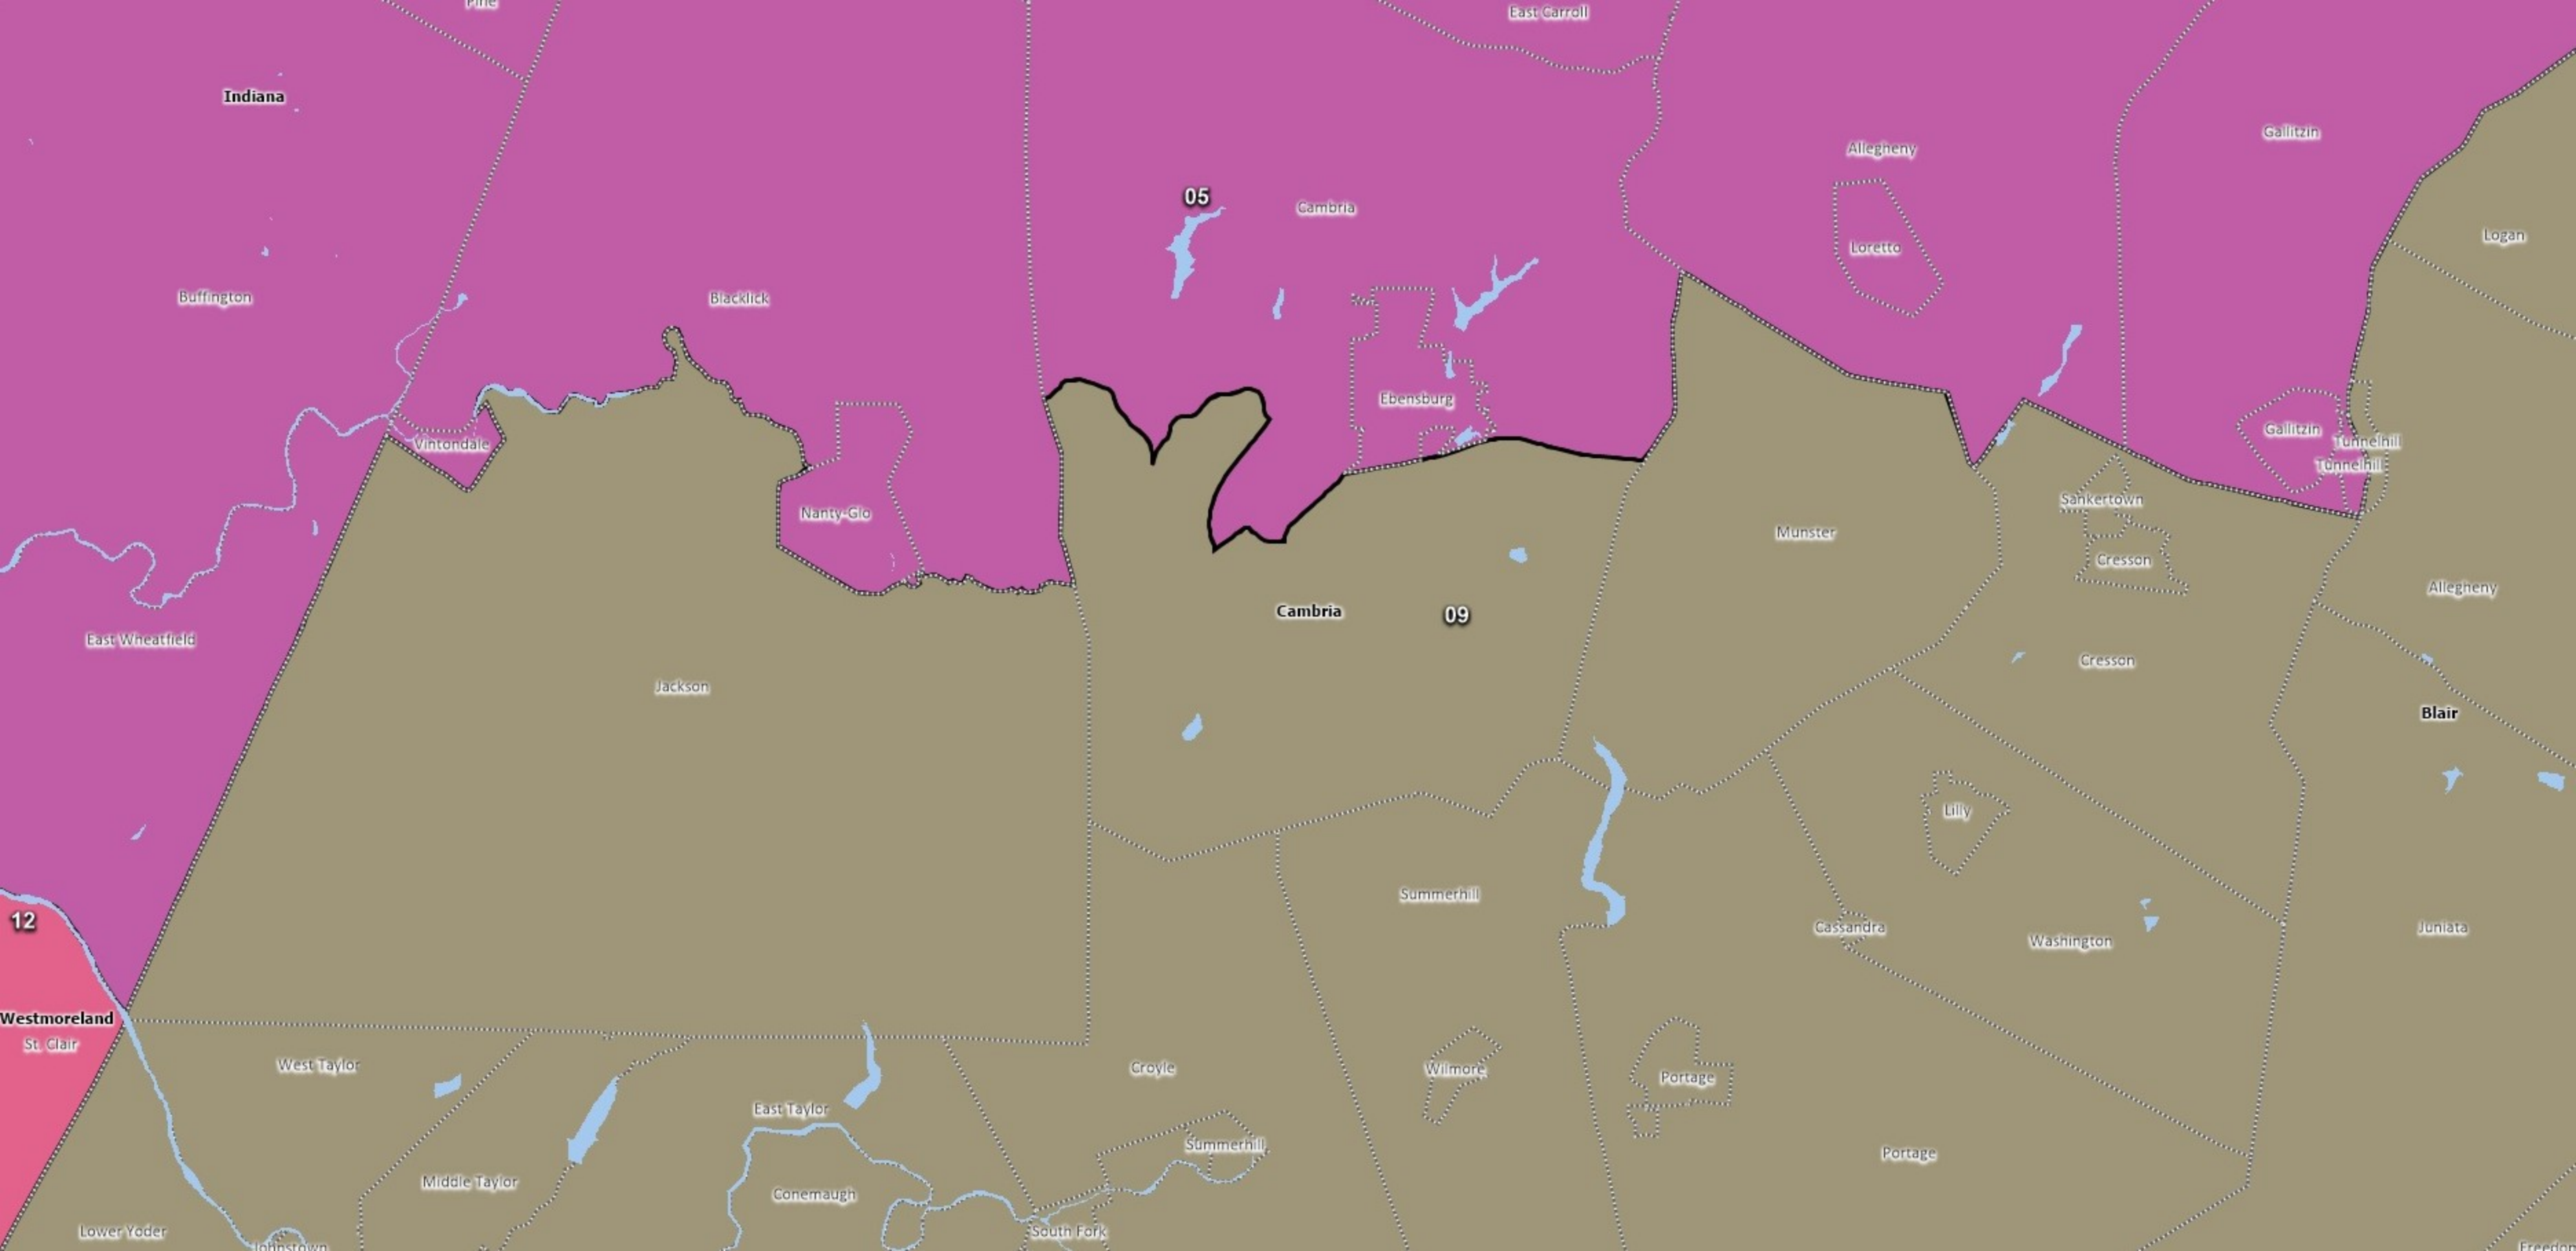 Pine
East Carroll
Indiana
Gallitzin
Allegheny
05
Cambria
Logan
Loretto
Buffington
Blacklick
Ebensburg
Gallitzin
Vintondale
Tunnelhill
Tunnelhill
Sankertown
Nanty-Glo
Munster
Cresson
Allegheny
Cambria
09
East Wheatfield
Cresson
Jackson
Blair
Lilly
Summerhill
12
Cassandra
Washington
Juniata
Westmoreland
St. Clair
West Taylor
Croyle
Wilmore
Portage
East Taylor
Summerhill
Portage
Middle Taylor
Conemaugh
Lower Yoder
South Fork
Johnstown
Freedom